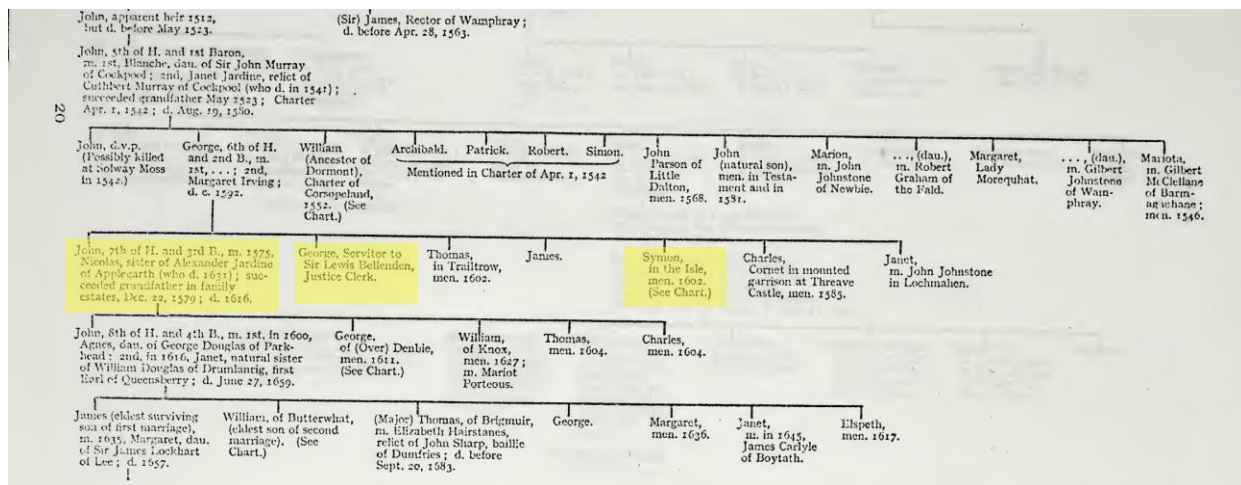 John, apparent heir 1512,
but d. before May 1523.
(Sir) James, Rector of Wamphray;
d. before Apr. 28, 1563.
John, 5th of H. and 1st Baron,
m. 1st, Blanche, dau. of Sir John Murray
of Cockpool; 2nd, Janet Jardine, relict of
Cuthbert Murray of Cockpool (who d. in 1541);
succeeded grandfather May 1523; Charter
Apr. 1, 1542; d. Aug. 19, 1580.
20
John, d.v.p.
(Possibly killed
at Solway Moss
in 1542.)
George, 6th of H.
and 2nd B., m.
1st, . . . ; 2nd,
Margaret Irving;
d. c. 1592.
William
(Ancestor of
Dormont),
Charter of
Corsopeland,
1552. (See
Chart.)
Archibald. Patrick. Robert. Simon.
Mentioned in Charter of Apr. 1, 1542
John
Parson of
Little
Dalton,
men. 1568.
John
(natural son),
men. in Testa-
ment and in
1581.
Marion,
m. John
Johnstone
of Newbie.
. . ., (dau.),
m. Robert
Graham of
the Fald.
Margaret,
Lady
Morequhat.
. . ., (dau.)
m. Gilbert
Johnstone
of Wam-
phray.
Mariota,
m. Gilbert
McClellane
of Barm-
agachane;
men. 1546.
John, 7th of H. and 3rd B., m. 1575,
Nicolas, sister of Alexander Jardine
of Applegarth (who d. 1631); suc-
ceeded grandfather in family
estates, Dec. 22, 1579; d. 1616.
George, Servitor to
Sir Lewis Bellenden,
Justice Clerk.
Thomas,
in Trailtrow,
men. 1602.
James.
Symon,
in the Isle,
men. 1602.
(See Chart.)
Charles,
Cornet in mounted
garrison at Threave
Castle, men. 1585.
Janet,
m. John Johnstone
in Lochmaben.
John, 8th of H. and 4th B., m. 1st, in 1600,
Agnes, dau. of George Douglas of Park-
head: 2nd, in 1616, Janet, natural sister
of William Douglas of Drumlanrig, first
Earl of Queensberry; d. June 27, 1659.
George,
of (Over) Denbie,
men. 1611.
(See Chart.)
William,
of Knox,
men. 1627;
m. Mariot
Porteous.
Thomas,
men. 1604.
Charles,
men. 1604.
James (eldest surviving
son of first marriage),
m. 1635, Margaret, dau.
of Sir James Lockhart
of Lee; d. 1657.
William, of Butterwhat,
(eldest son of second
marriage). (See
Chart.)
(Major) Thomas, of Brigmuir,
m. Elizabeth Hairstanes,
relict of John Sharp, baillie
of Dumfries; d. before
Sept. 20, 1683.
George.
Margaret,
men. 1636.
Janet,
m. in 1645,
James Carlyle
of Boytath.
Elspeth,
men. 1617.